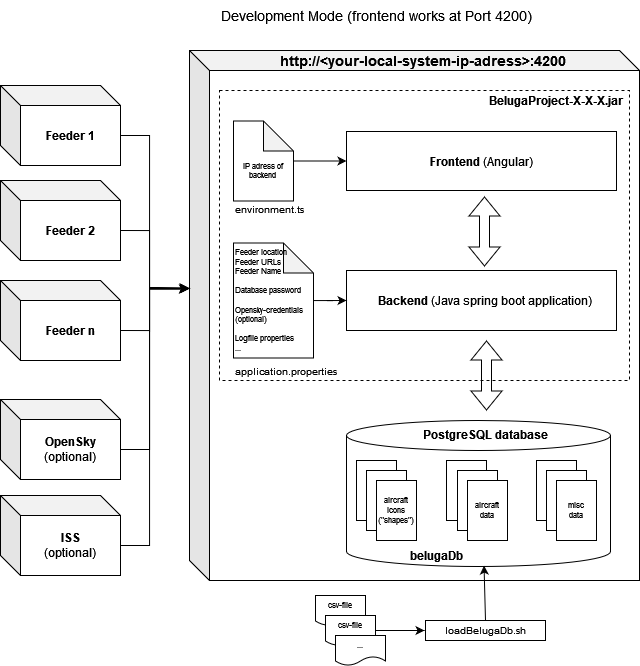 Development Mode (frontend works at Port 4200)
http://<your-local-system-ip-adress>:4200
BelugaProject-X-X-X.jar
Feeder 1
Feeder 2
Feeder n
OpenSky
(optional)
ISS
(optional)
IP adress of
backend
environment.ts
Frontend (Angular)
Feeder location
Feeder URLs
Feeder Name
Database password
Opensky-credentials
(optional)
Logfile properties
...
application.properties
Backend (Java spring boot application)
PostgreSQL database
aircraft
icons
("shapes")
aircraft
data
misc
data
belugaDb
csv-file
csv-file
...
loadBelugaDb.sh